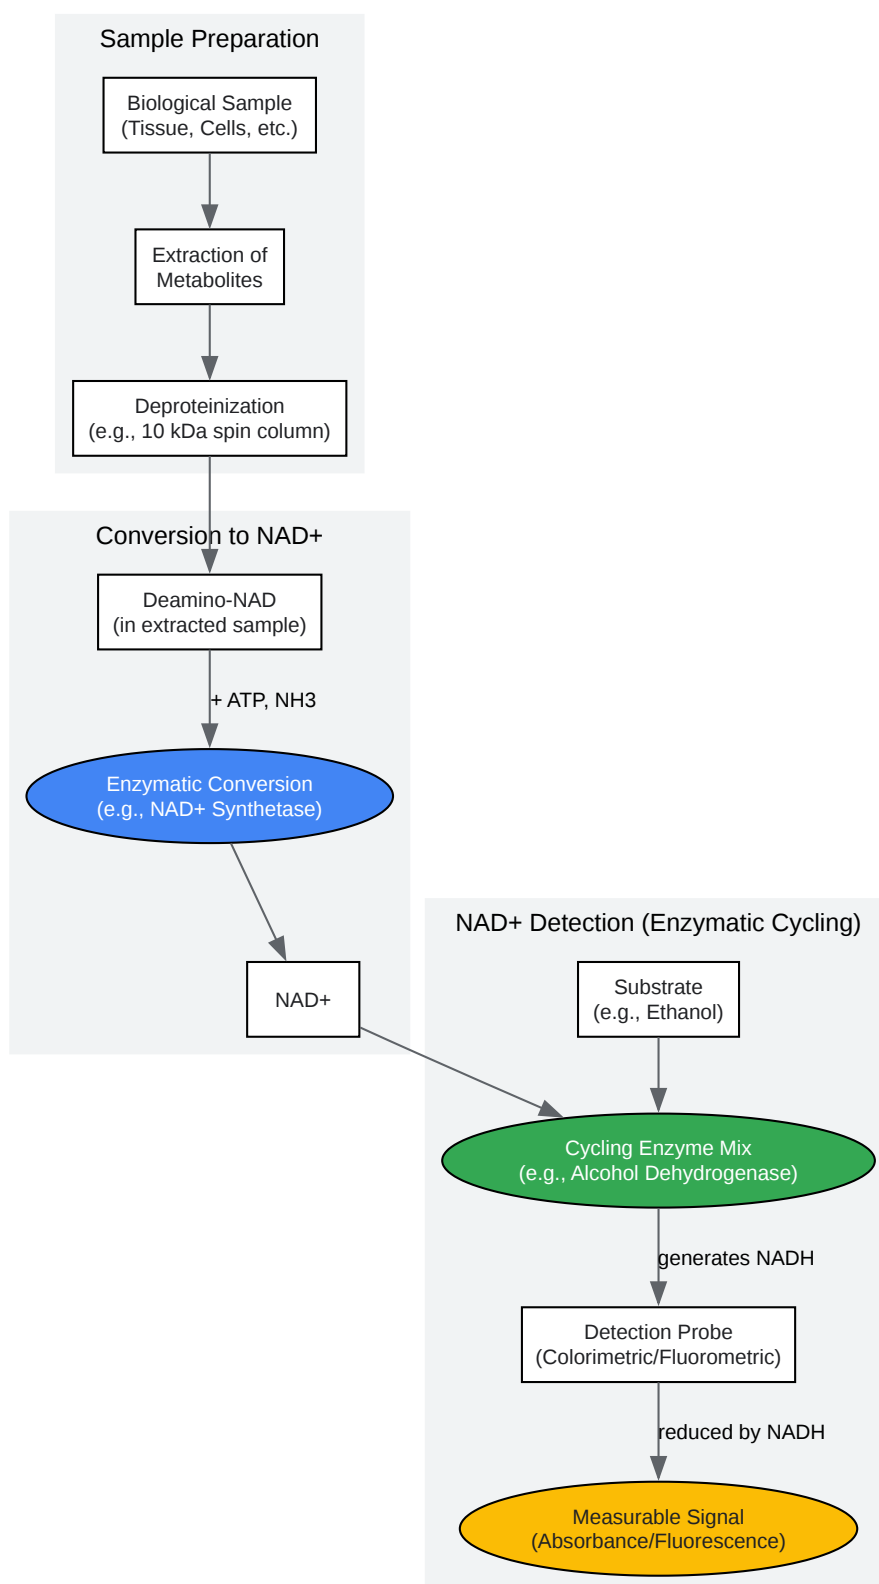 Sample Preparation
Biological Sample
(Tissue, Cells, etc.)
Extraction of
Metabolites
Deproteinization
(e.g., 10 kDa spin column)
Conversion to NAD+
Deamino-NAD
(in extracted sample)
+ ATP, NH3
Enzymatic Conversion
(e.g., NAD+ Synthetase)
NAD+
NAD+ Detection (Enzymatic Cycling)
Substrate
(e.g., Ethanol)
Cycling Enzyme Mix
(e.g., Alcohol Dehydrogenase)
generates NADH
Detection Probe
(Colorimetric/Fluorometric)
reduced by NADH
Measurable Signal
(Absorbance/Fluorescence)